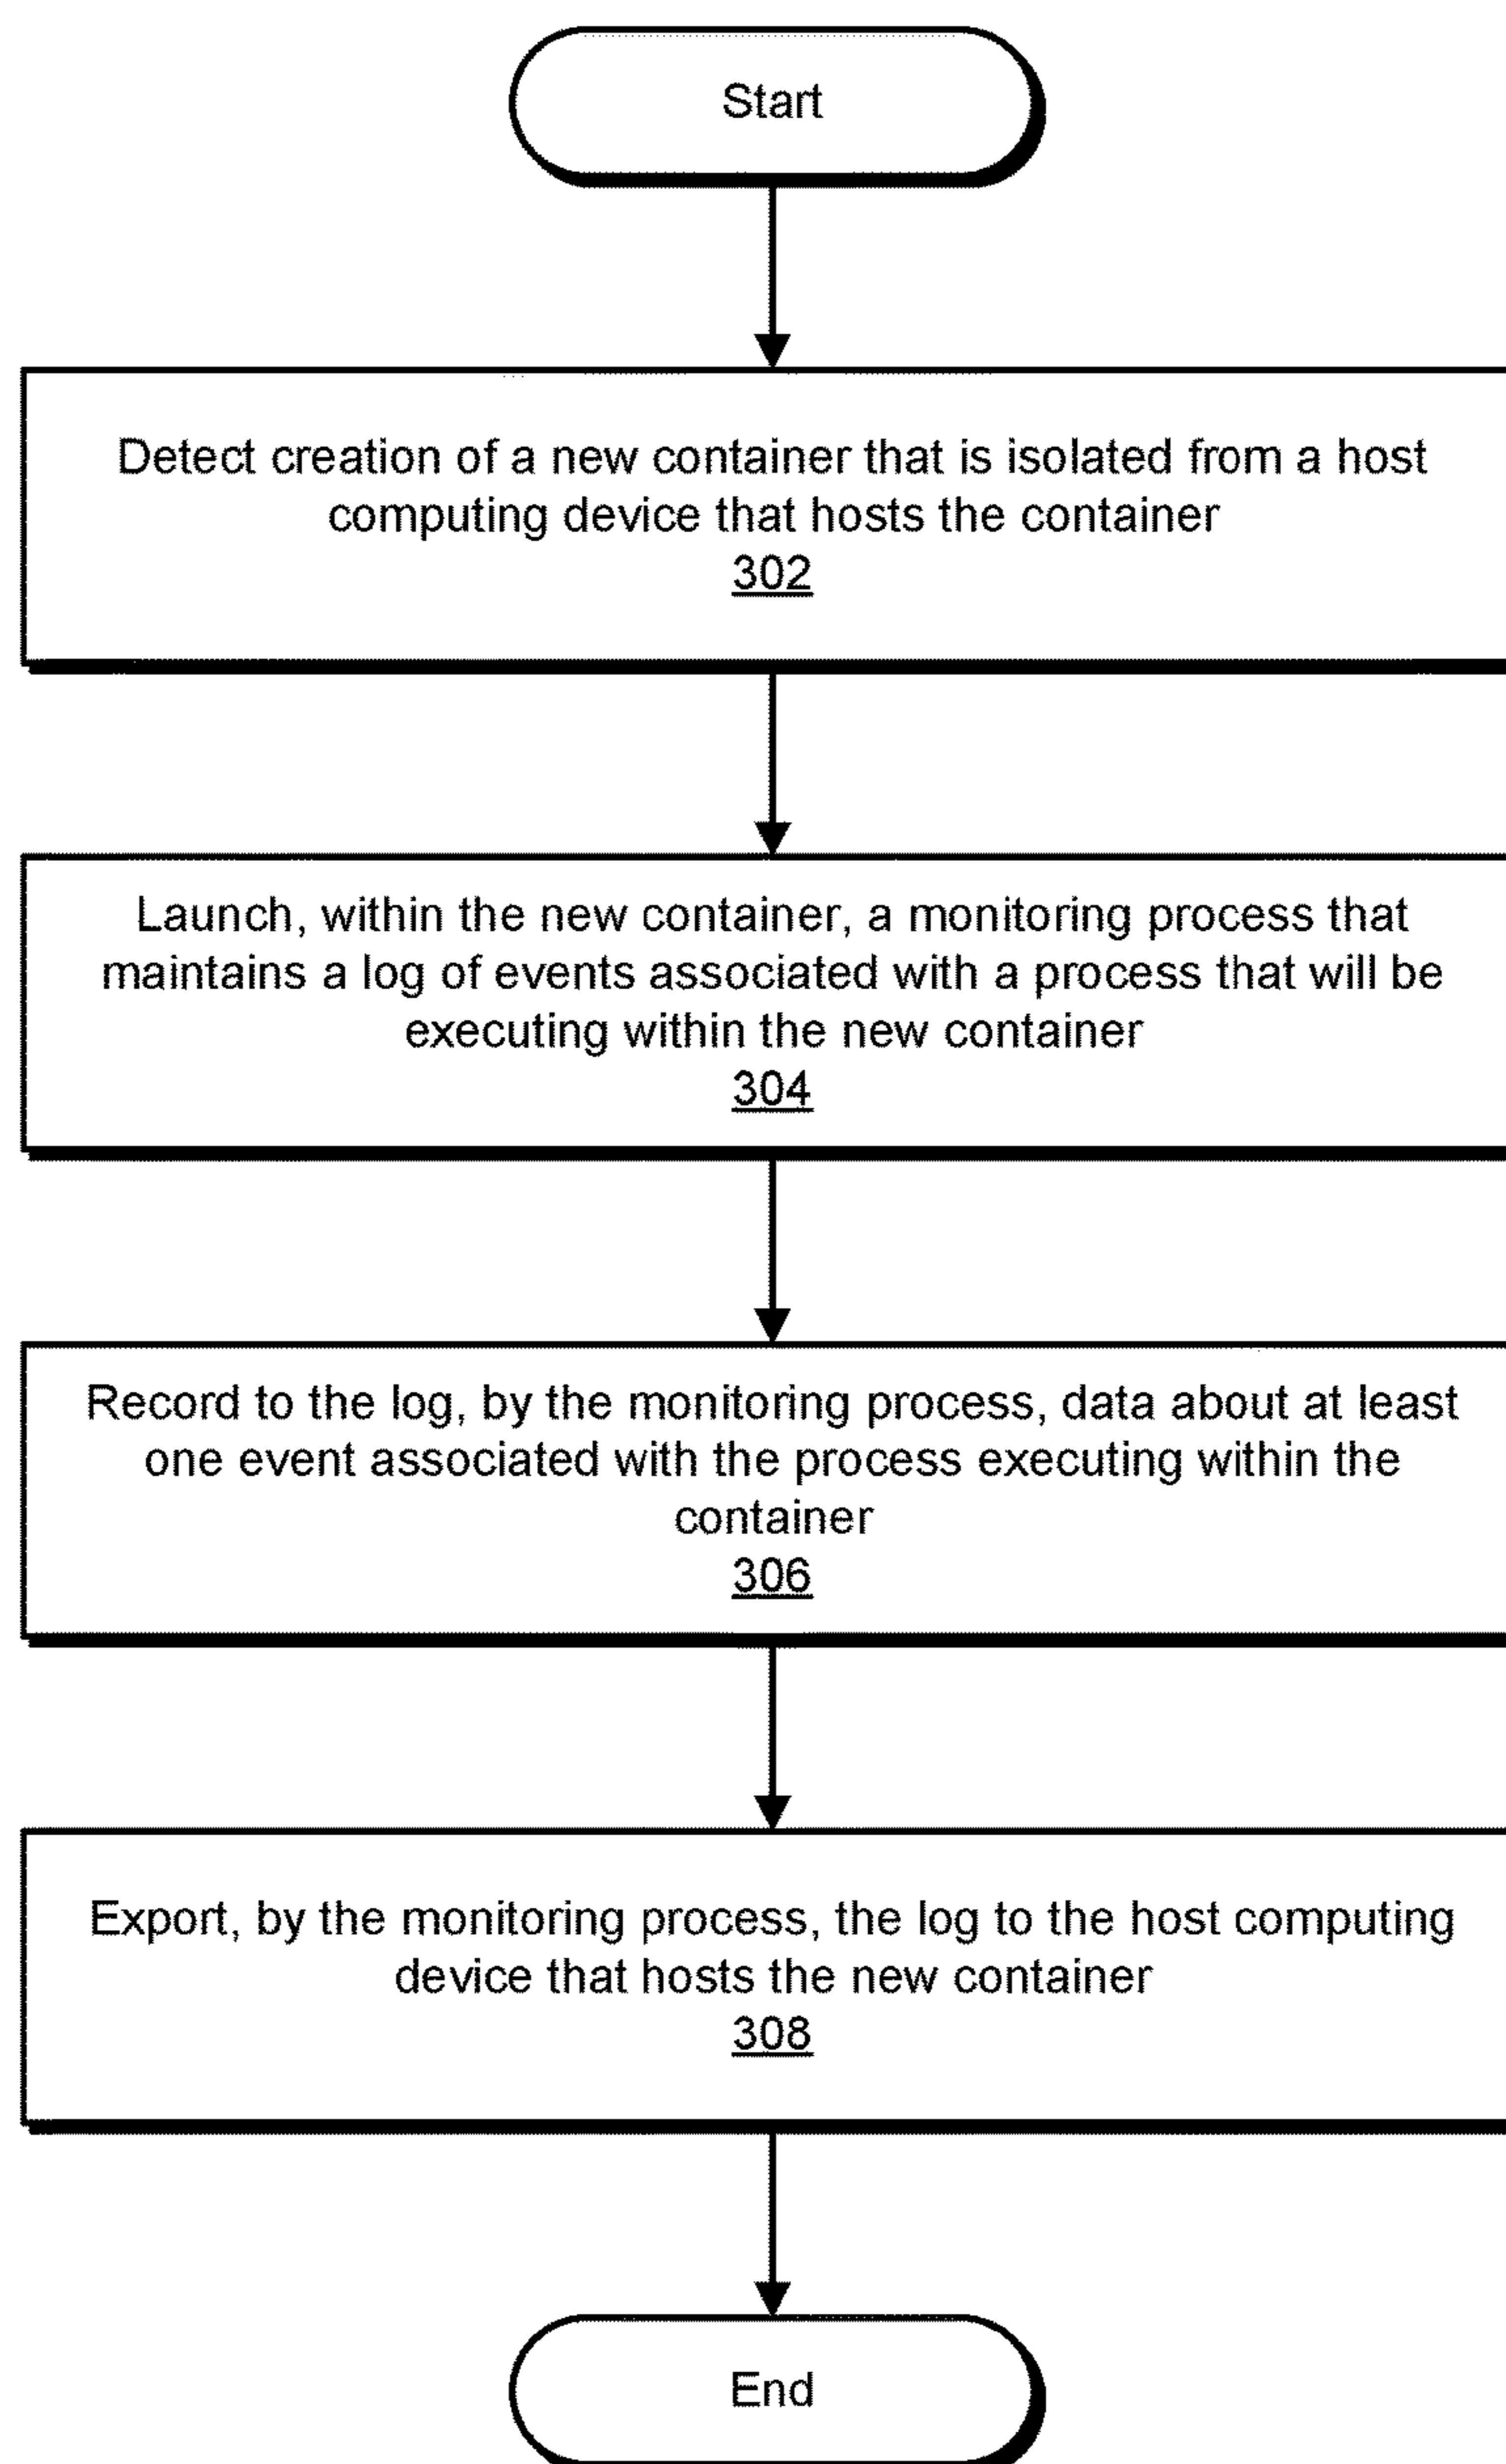 Start
Detect creation of a new container that is isolated from a host
computing device that hosts the container
302
Launch, within the new container, a monitoring process that
maintains a log of events associated with a process that will be
executing within the new container
304
Record to the log, by the monitoring process, data about at least
one event associated with the process executing within the
container
306
Export, by the monitoring process, the log to the host computing
device that hosts the new container
308
End